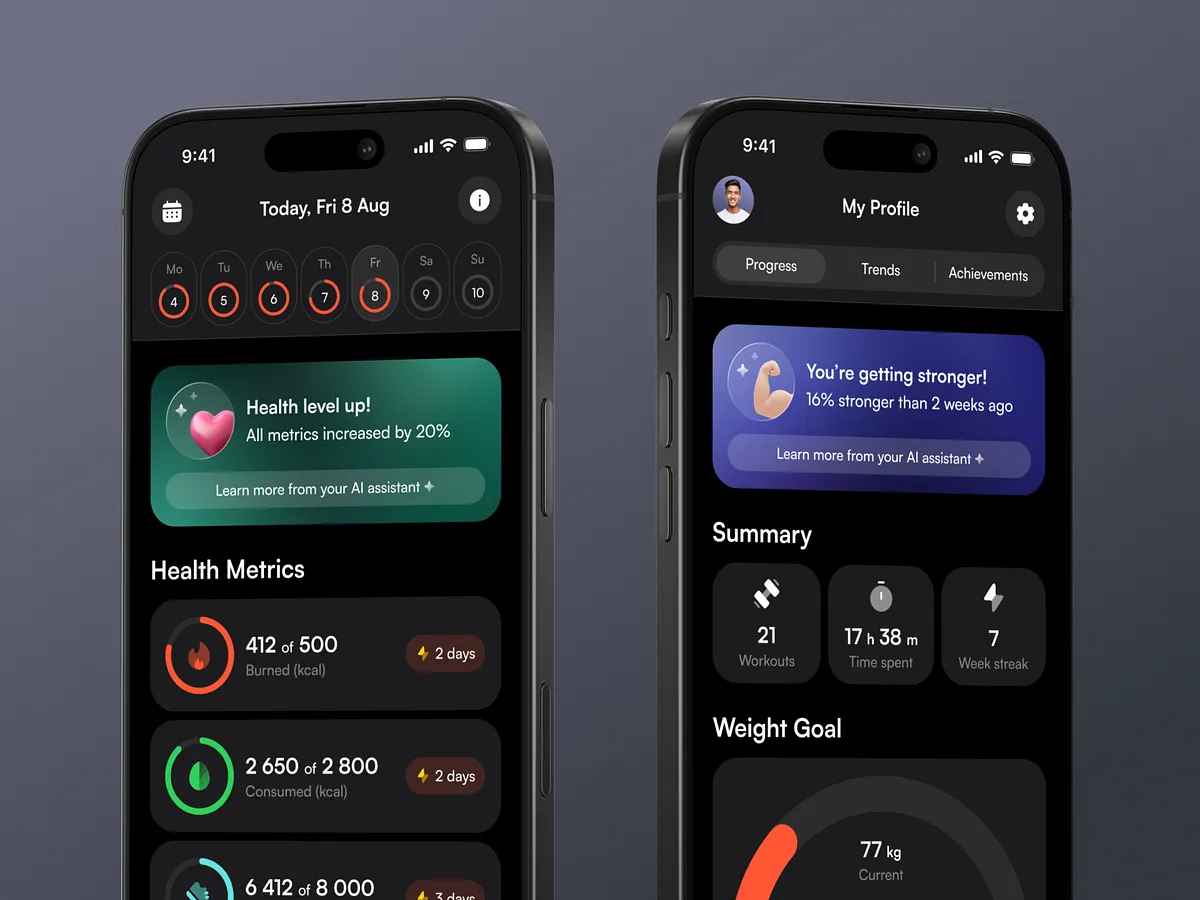 9:41
Today, Fri 8 Aug
Mo Tu We Th Fr Sa Su
4 5 6 7 8 9 10
Health level up!
All metrics increased by 20%
Learn more from your AI assistant
Health Metrics
412 of 500
Burned (kcal)
2 days
2 650 of 2 800
Consumed (kcal)
2 days
6 412 of 8 000
3 days
9:41
My Profile
Progress Trends Achievements
You're getting stronger!
16% stronger than 2 weeks ago
Learn more from your AI assistant
Summary
21
Workouts
17 h 38 m
Time spent
7
Week streak
Weight Goal
77 kg
Current